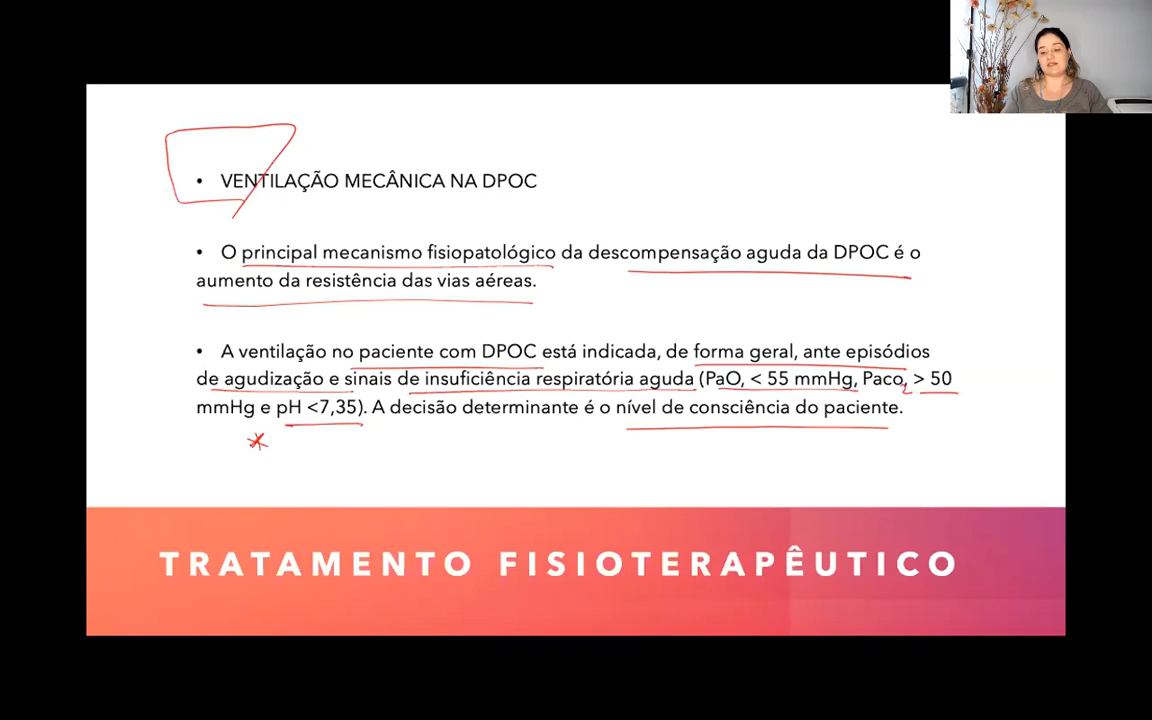 • VENTILAÇÃO MECÂNICA NA DPOC
• O principal mecanismo fisiopatológico da descompensação aguda da DPOC é o
aumento da resistência das vias aéreas.
• A ventilação no paciente com DPOC está indicada, de forma geral, ante episódios
de agudização e sinais de insuficiência respiratória aguda (PaO, < 55 mmHg, Paco, > 50
mmHg e pH <7,35). A decisão determinante é o nível de consciência do paciente.
TRATAMENTO FISIOTERAPÊUTICO